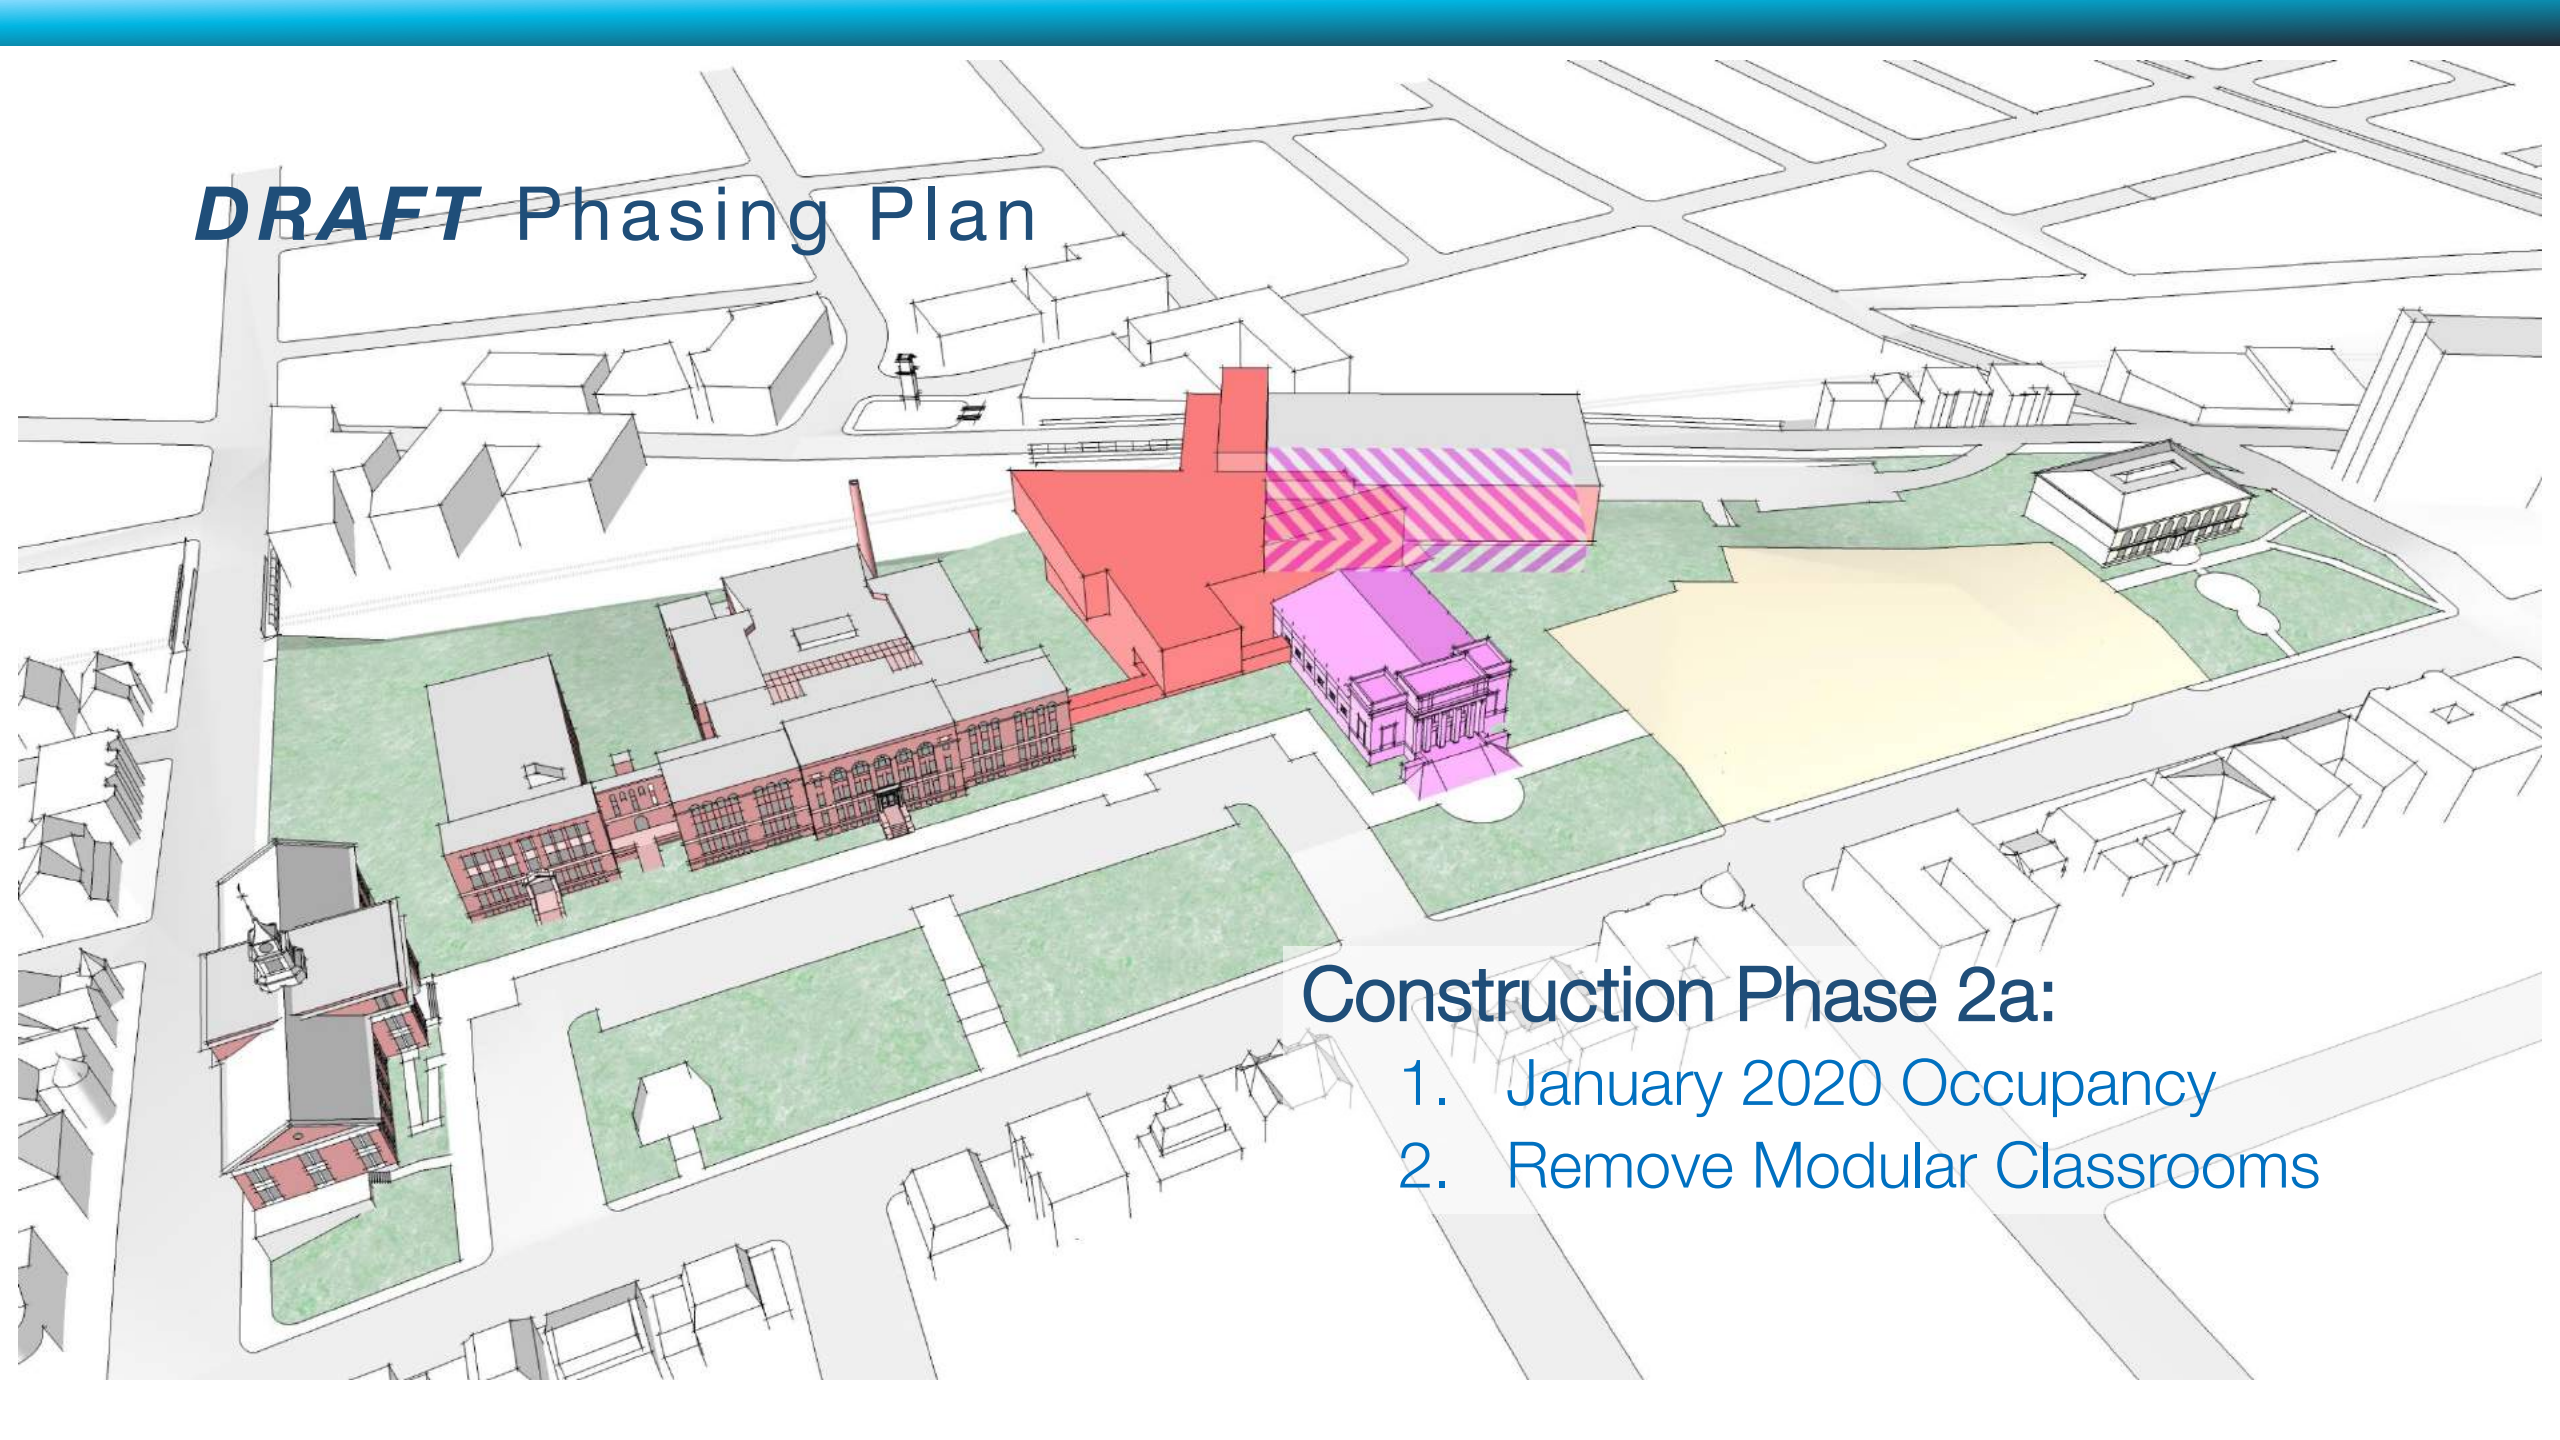 DRAFT Phasing Plan
Construction Phase 2a:
1. January 2020 Occupancy
2. Remove Modular Classrooms